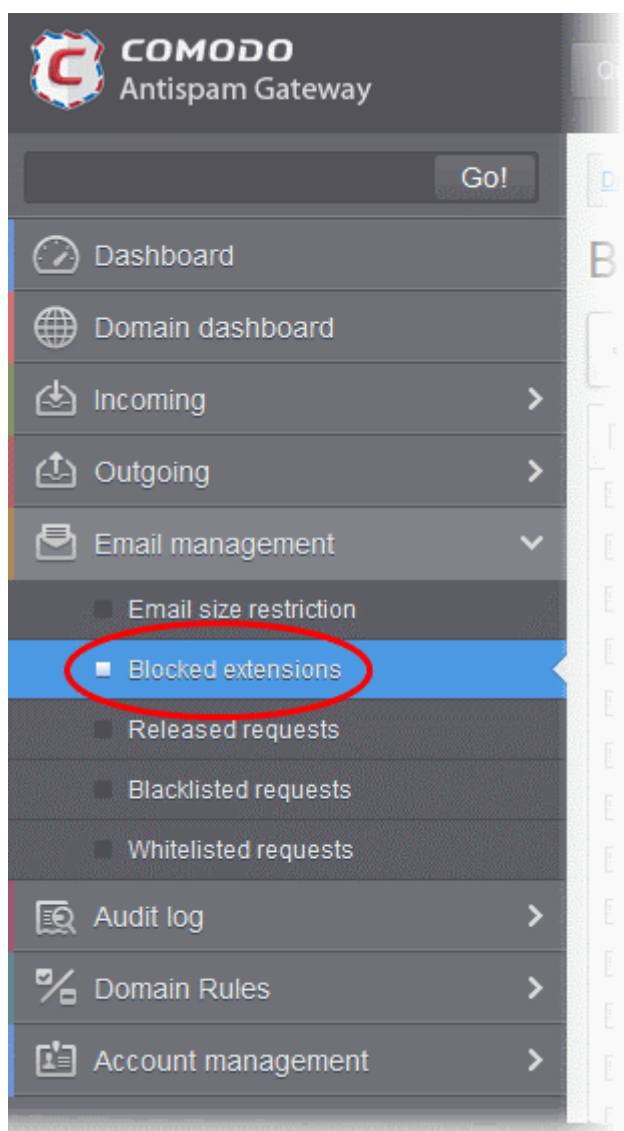 COMODO
Antispam Gateway
Go!
Dashboard
Domain dashboard
Incoming
Outgoing
Email management
Email size restriction
Blocked extensions
Released requests
Blacklisted requests
Whitelisted requests
Audit log
Domain Rules
Account management